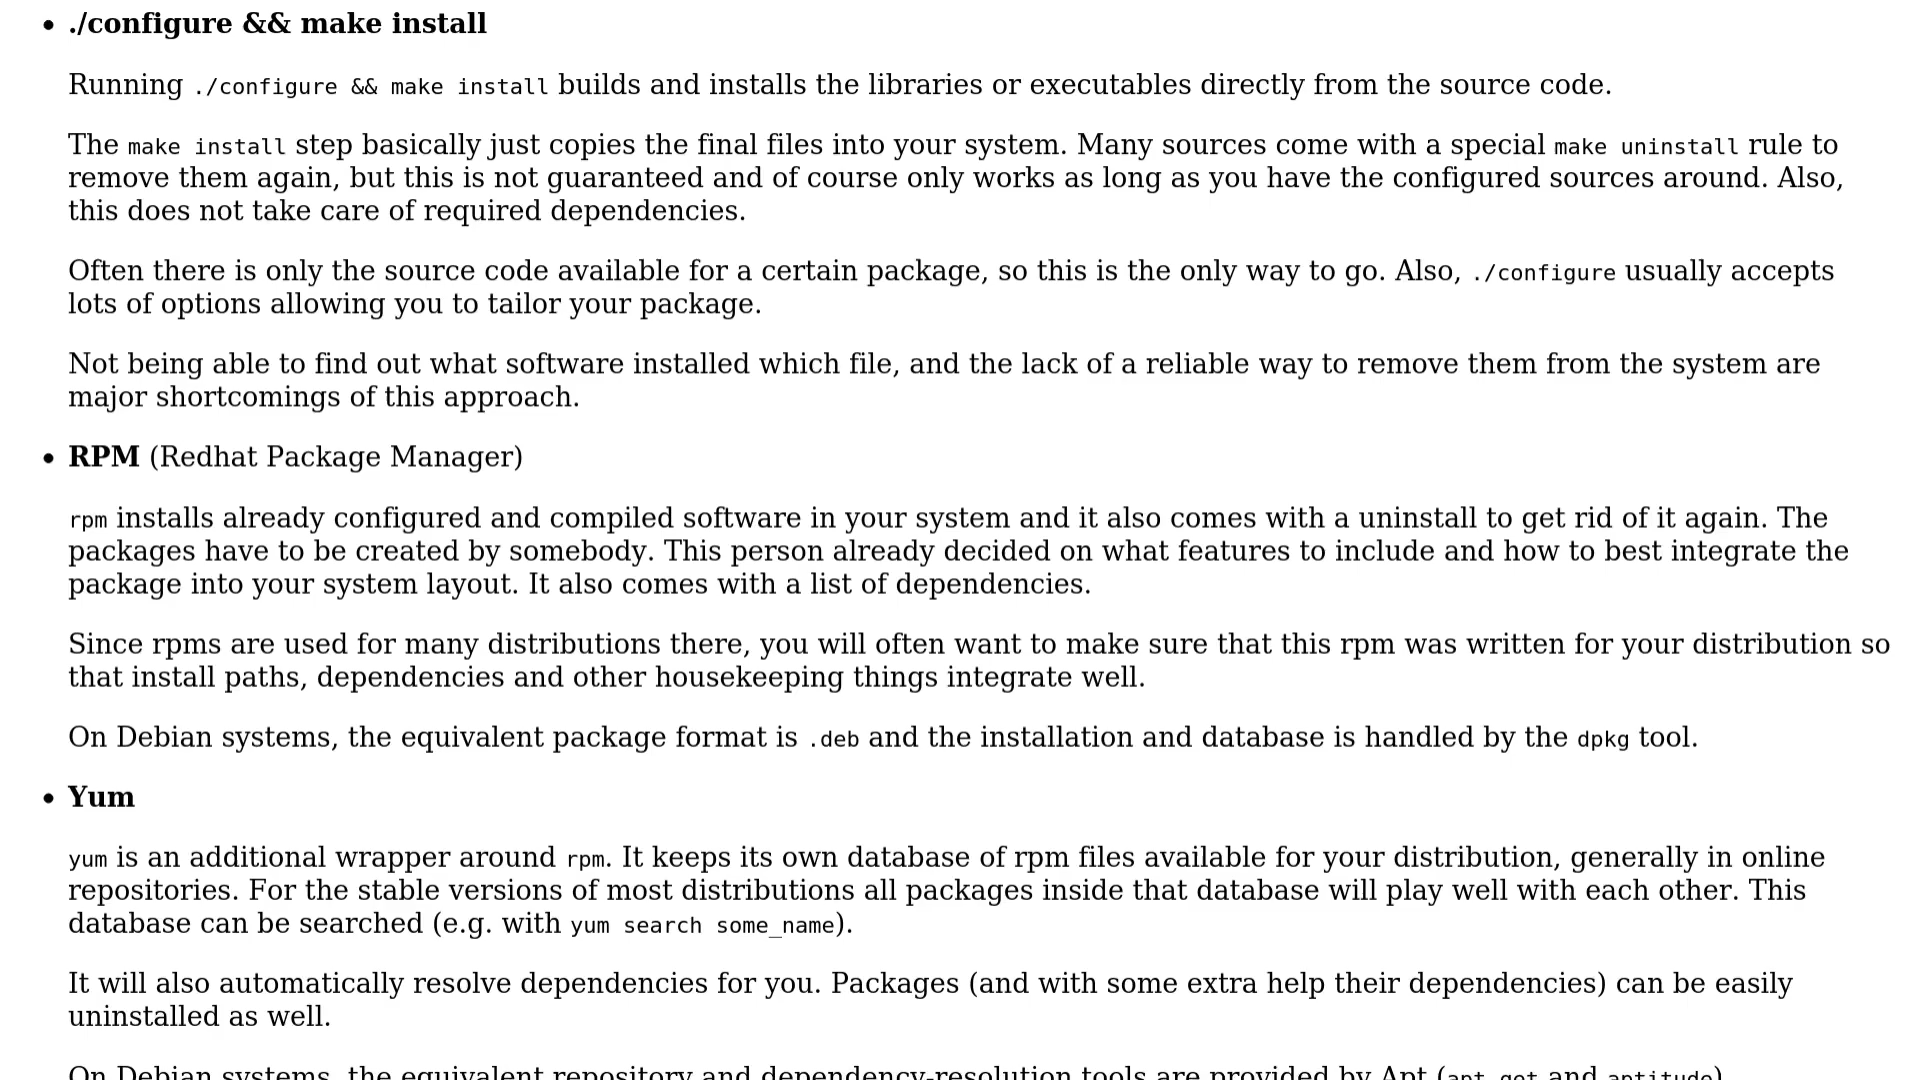 • ./configure && make install
Running ./configure && make install builds and installs the libraries or executables directly from the source code.
The make install step basically just copies the final files into your system. Many sources come with a special make uninstall rule to
remove them again, but this is not guaranteed and of course only works as long as you have the configured sources around. Also,
this does not take care of required dependencies.
Often there is only the source code available for a certain package, so this is the only way to go. Also, ./configure usually accepts
lots of options allowing you to tailor your package.
Not being able to find out what software installed which file, and the lack of a reliable way to remove them from the system are
major shortcomings of this approach.
• RPM (Redhat Package Manager)
rpm installs already configured and compiled software in your system and it also comes with a uninstall to get rid of it again. The
packages have to be created by somebody. This person already decided on what features to include and how to best integrate the
package into your system layout. It also comes with a list of dependencies.
Since rpms are used for many distributions there, you will often want to make sure that this rpm was written for your distribution so
that install paths, dependencies and other housekeeping things integrate well.
On Debian systems, the equivalent package format is .deb and the installation and database is handled by the dpkg tool.
• Yum
yum is an additional wrapper around rpm. It keeps its own database of rpm files available for your distribution, generally in online
repositories. For the stable versions of most distributions all packages inside that database will play well with each other. This
database can be searched (e.g. with yum search some_name).
It will also automatically resolve dependencies for you. Packages (and with some extra help their dependencies) can be easily
uninstalled as well.
On Debian systems, the equivalent repository and dependency-resolution tools are provided by Apt (apt-get and aptitude)